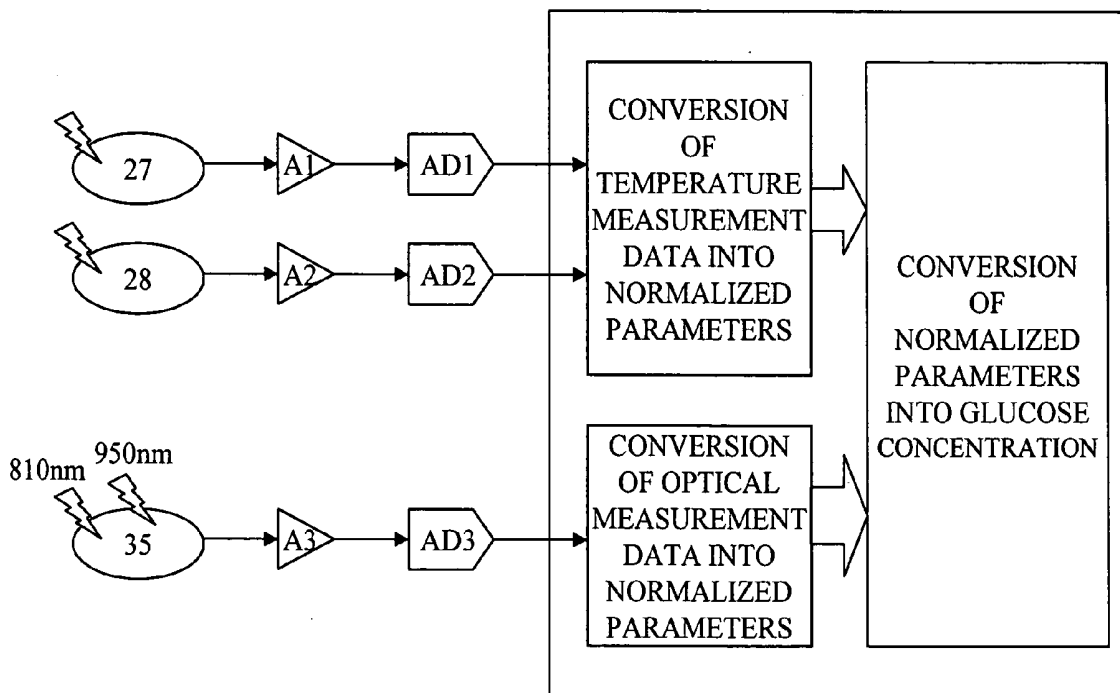 27
A1
AD1
28
A2
AD2
CONVERSION
OF
TEMPERATURE
MEASUREMENT
DATA INTO
NORMALIZED
PARAMETERS
810nm
950nm
35
A3
AD3
CONVERSION
OF OPTICAL
MEASUREMENT
DATA INTO
NORMALIZED
PARAMETERS
CONVERSION
OF
NORMALIZED
PARAMETERS
INTO GLUCOSE
CONCENTRATION